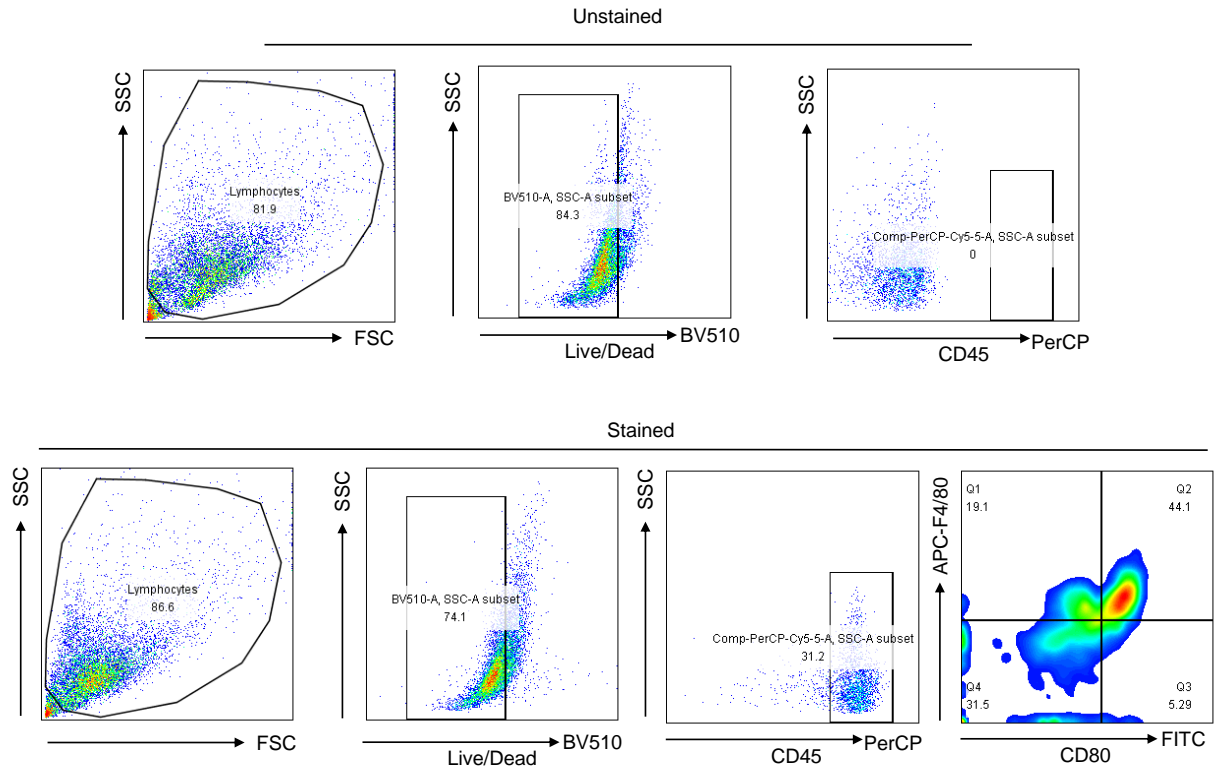 Unstained
SSC
Lymphocytes
81.9
FSC
SSC
BV510-A, SSC-A subset
84.3
BV510
Live/Dead
SSC
Comp-PerCP-Cy5-5-A, SSC-A subset
0
PerCP
CD45
Stained
SSC
Lymphocytes
86.6
FSC
SSC
BV510-A, SSC-A subset
74.1
BV510
Live/Dead
SSC
Comp-PerCP-Cy5-5-A, SSC-A subset
31.2
PerCP
CD45
APC-F4/80
Q1
19.1
Q2
44.1
Q4
31.5
Q3
5.29
FITC
CD80